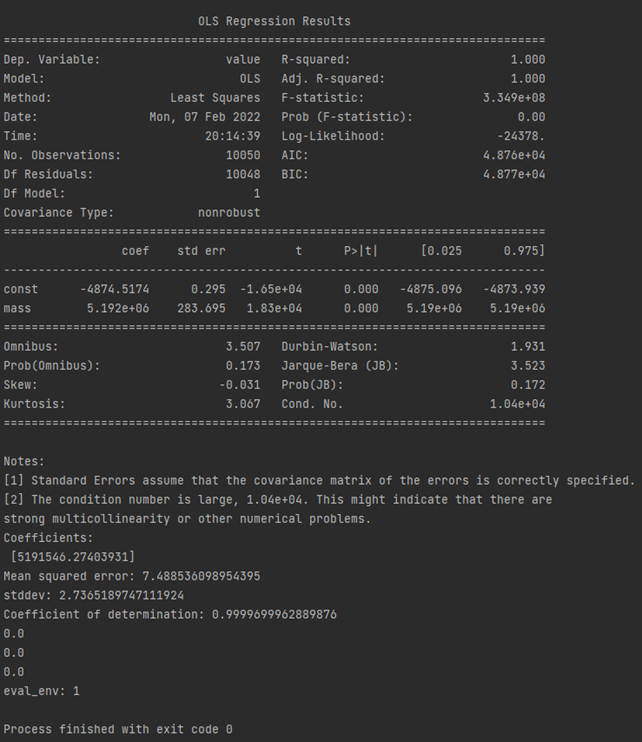 OLS Regression Results
==============================================================================
Dep. Variable:                  value   R-squared:                       1.000
Model:                            OLS   Adj. R-squared:                  1.000
Method:                 Least Squares   F-statistic:                 3.349e+08
Date:                Mon, 07 Feb 2022   Prob (F-statistic):               0.00
Time:                        20:14:39   Log-Likelihood:                -24378.
No. Observations:               10050   AIC:                         4.876e+04
Df Residuals:                   10048   BIC:                         4.877e+04
Df Model:                           1
Covariance Type:            nonrobust
==============================================================================
                 coef    std err          t      P>|t|      [0.025      0.975]
------------------------------------------------------------------------------
const      -4874.5174      0.295  -1.65e+04      0.000   -4875.096   -4873.939
mass        5.192e+06    283.695   1.83e+04      0.000    5.19e+06    5.19e+06
==============================================================================
Omnibus:                        3.507   Durbin-Watson:                   1.931
Prob(Omnibus):                  0.173   Jarque-Bera (JB):                3.523
Skew:                          -0.031   Prob(JB):                        0.172
Kurtosis:                       3.067   Cond. No.                     1.04e+04
==============================================================================
Notes:
[1] Standard Errors assume that the covariance matrix of the errors is correctly specified.
[2] The condition number is large, 1.04e+04. This might indicate that there are
strong multicollinearity or other numerical problems.
Coefficients:
 [5191546.27403931]
Mean squared error: 7.488536098954395
stddev: 2.7365189747111924
Coefficient of determination: 0.9999699962889876
0.0
0.0
0.0
eval_env: 1
Process finished with exit code 0